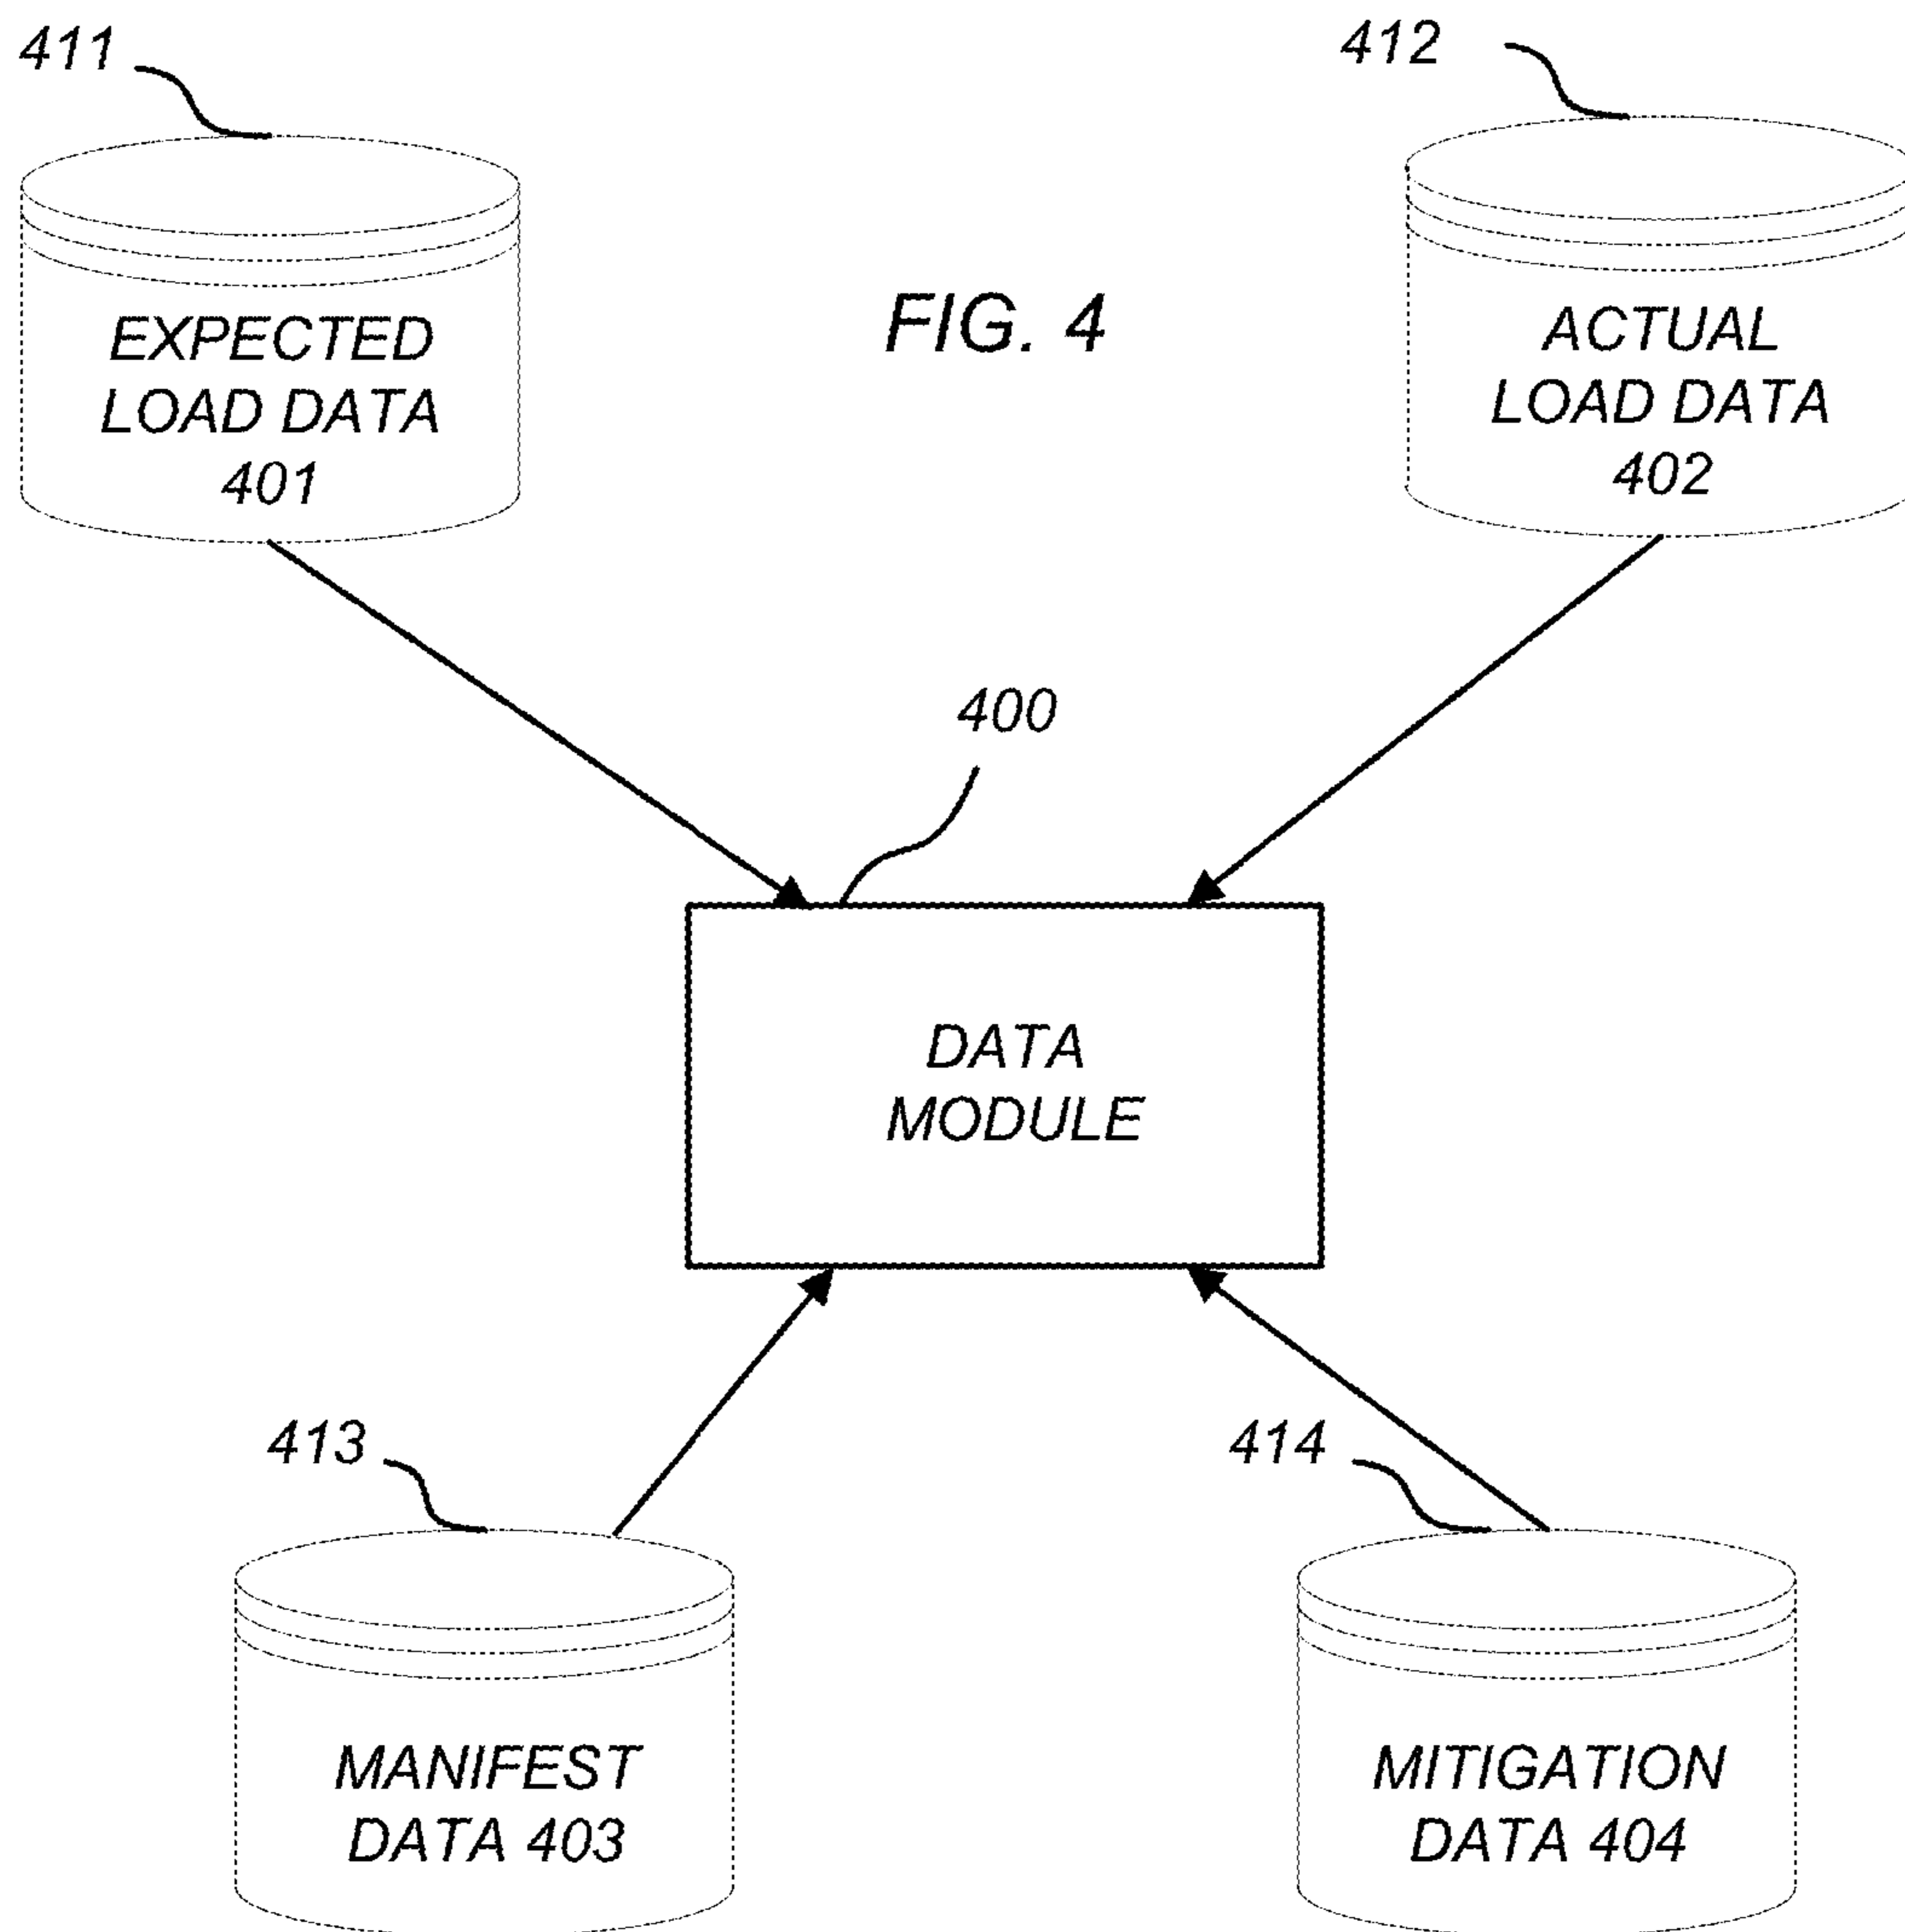 411
412
EXPECTED
LOAD DATA
401
FIG. 4
ACTUAL
LOAD DATA
402
400
DATA
MODULE
413
414
MANIFEST
DATA 403
MITIGATION
DATA 404